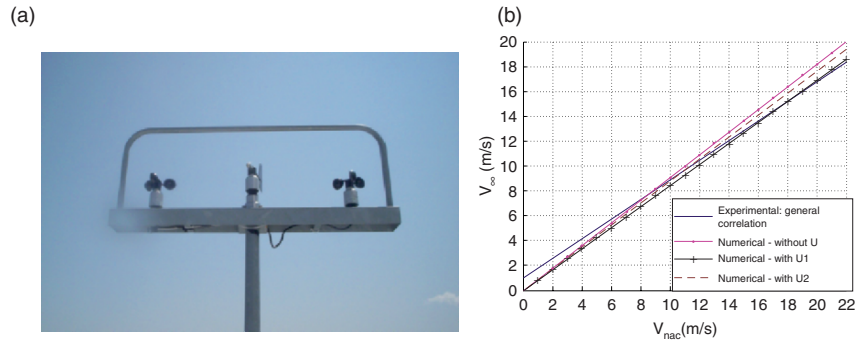 (a)
(b)
20
18
16
14
12
10
8
6
4
2
0
V∞ (m/s)
Experimental: general
correlation
Numerical - without U
Numerical - with U1
Numerical - with U2
0 2 4 6 8 10 12 14 16 18 20 22
Vnac(m/s)